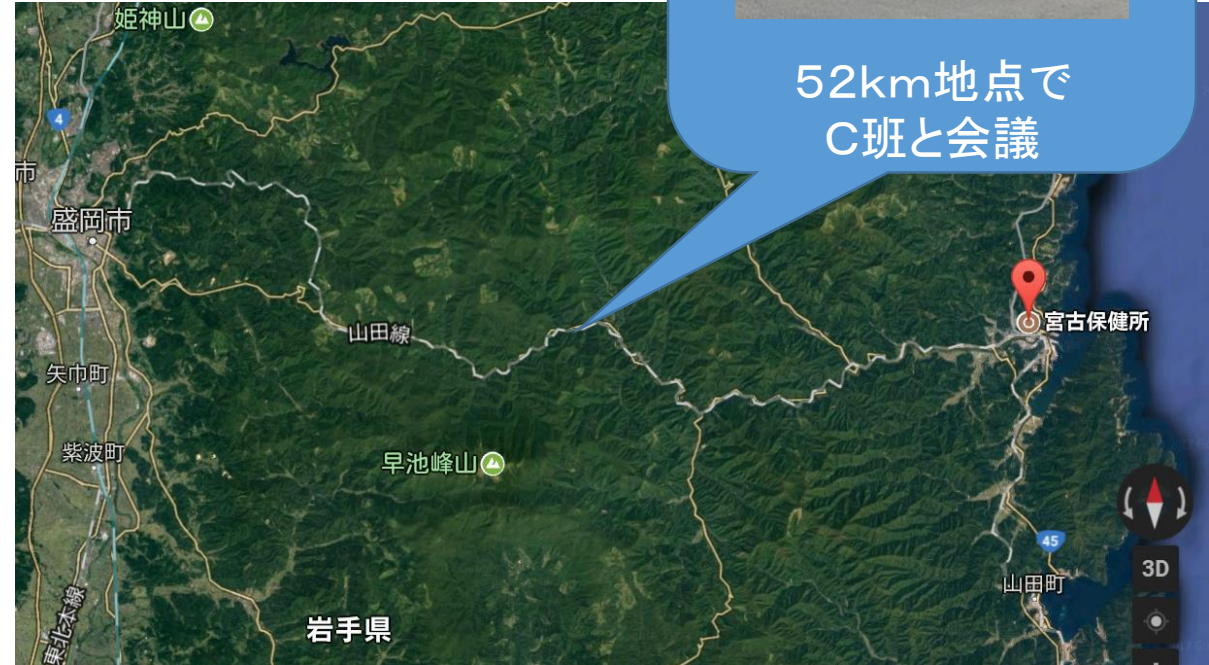 姫神山
52km地点で
C班と会議
4
市
盛岡市
山田線
宮古保健所
矢巾町
紫波町
早池峰山
45
3D
山田町
岩手県
東北本線